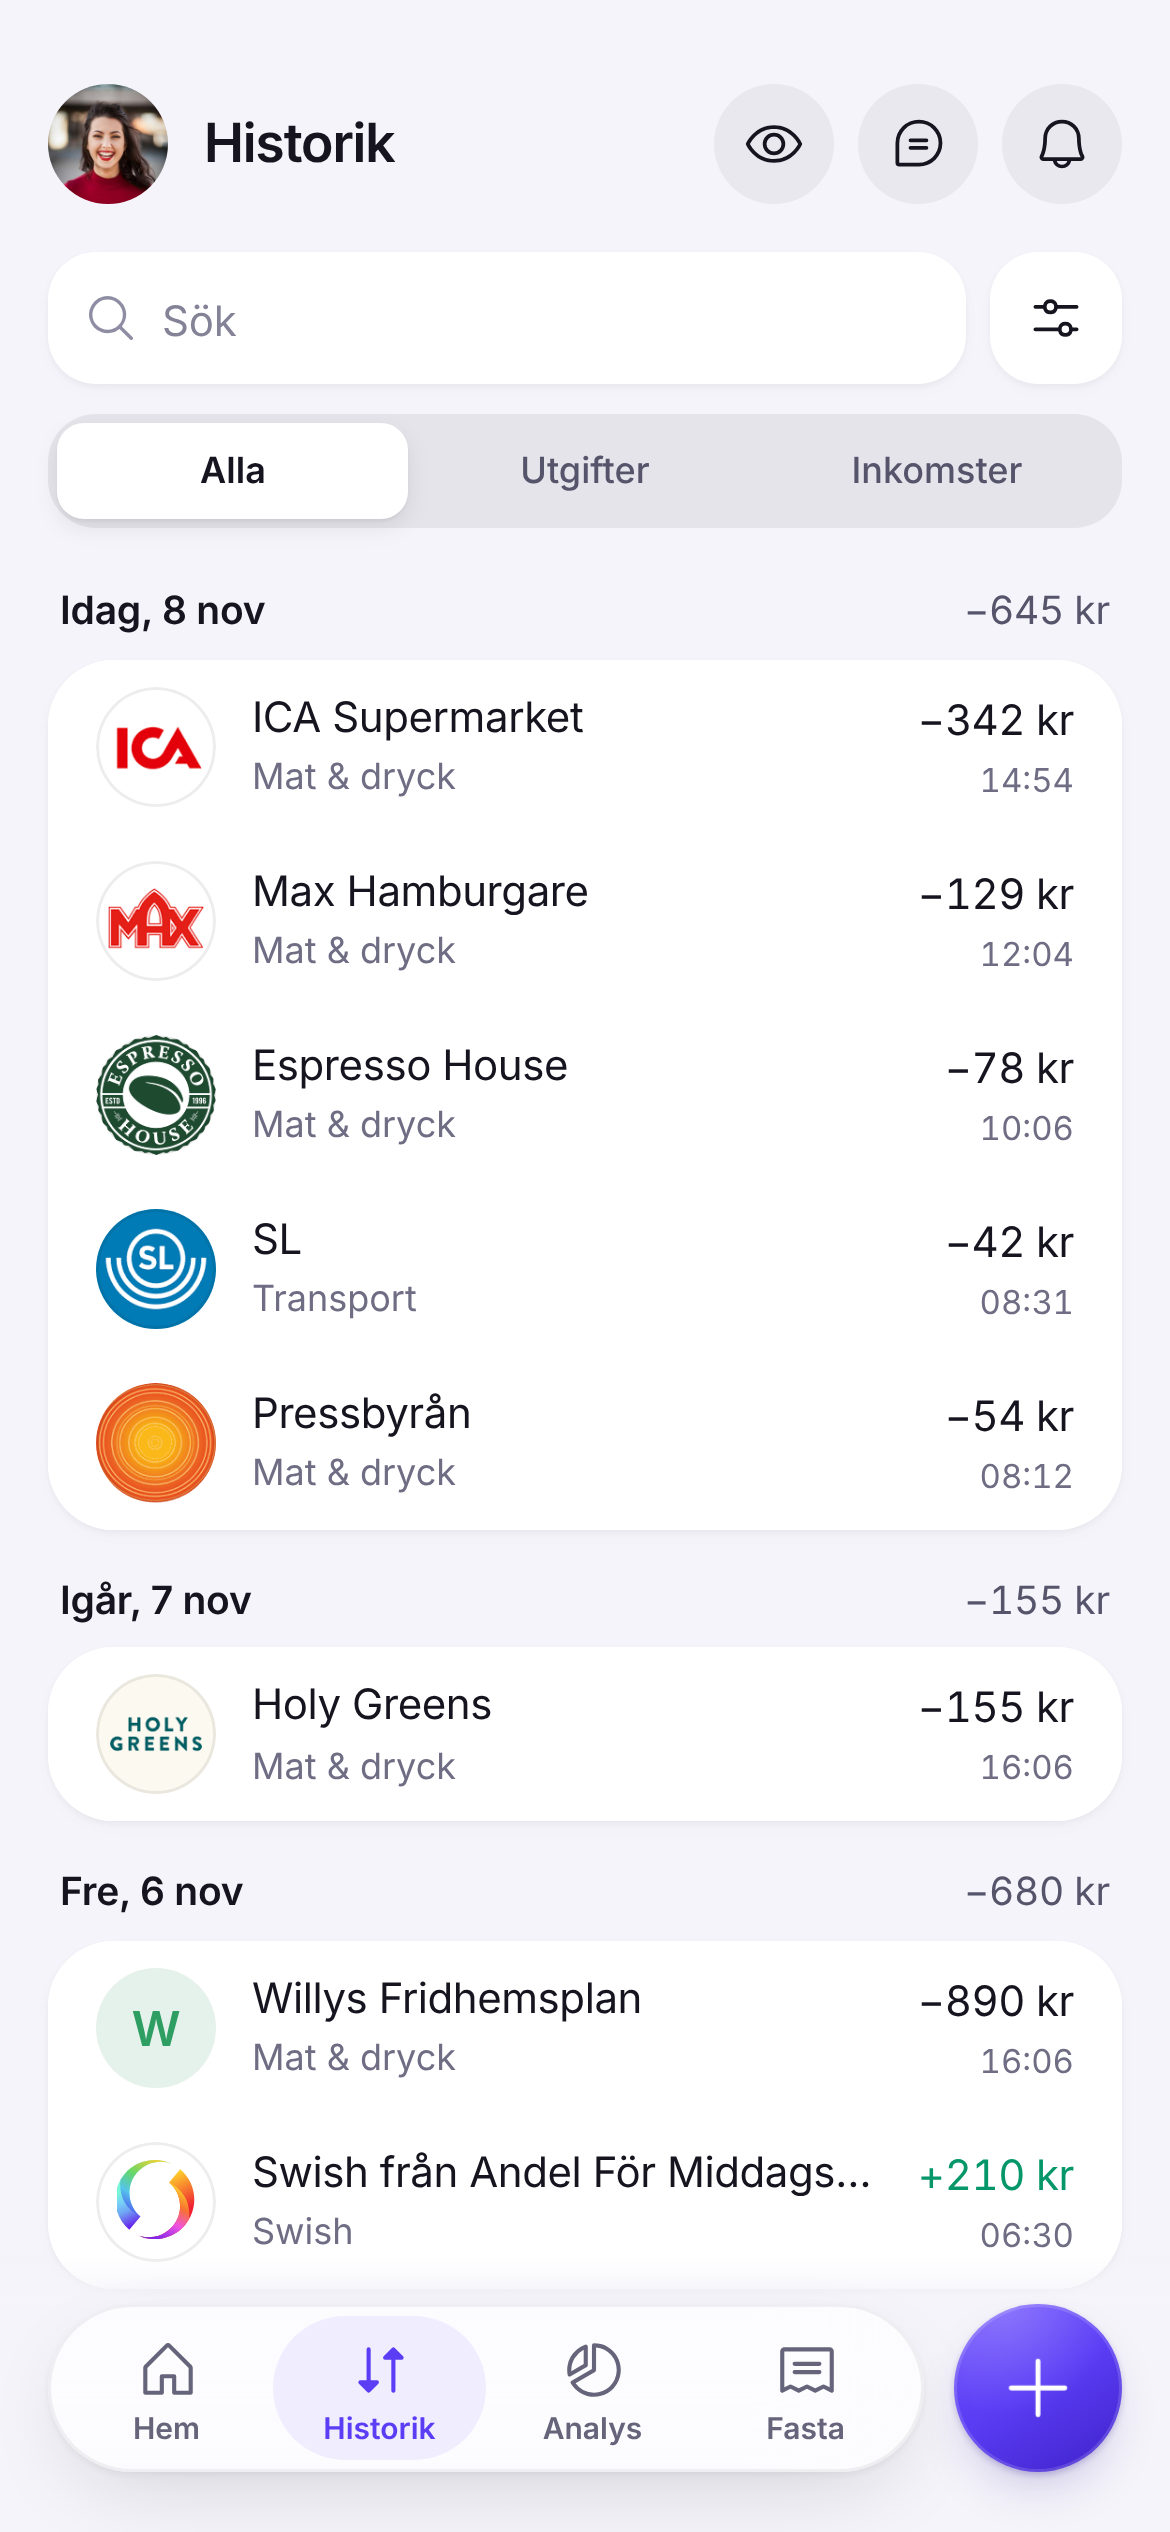 Historik
Sök
Alla Utgifter Inkomster
Idag, 8 nov −645 kr
ICA
ICA Supermarket −342 kr
Mat & dryck 14:54
MAX
Max Hamburgare −129 kr
Mat & dryck 12:04
ESPRESSO HOUSE
ESTD 1996
Espresso House −78 kr
Mat & dryck 10:06
SL
SL −42 kr
Transport 08:31
Pressbyrån −54 kr
Mat & dryck 08:12
Igår, 7 nov −155 kr
HOLY
GREENS
Holy Greens −155 kr
Mat & dryck 16:06
Fre, 6 nov −680 kr
W
Willys Fridhemsplan −890 kr
Mat & dryck 16:06
Swish från Andel För Middags... +210 kr
Swish 06:30
Hem Historik Analys Fasta